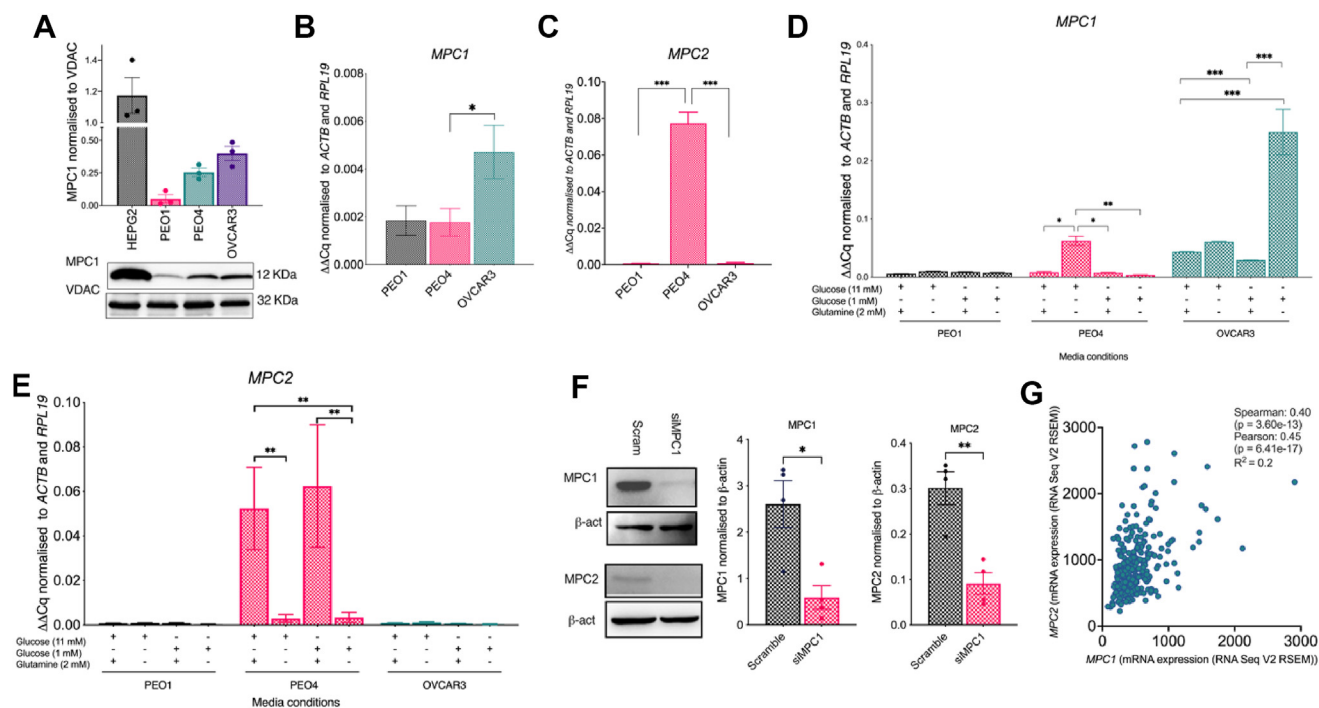 A
MPC1 normalised to VDAC
1.4
1.2
1.0
0.50
0.25
0.00
HEPG2
PEO1
PEO4
OVCAR3
MPC1
12 KDa
VDAC
32 KDa
B
MPC1
ΔΔCq normalised to ACTB and RPL19
0.008
0.006
0.004
0.002
0.000
*
PEO1
PEO4
OVCAR3
C
MPC2
ΔΔCq normalised to ACTB and RPL19
0.10
0.08
0.06
0.04
0.02
0.00
*** ***
PEO1
PEO4
OVCAR3
D
MPC1
ΔΔCq normalised to ACTB and RPL19
0.4
0.3
0.2
0.1
0.0
* * **
*** *** ***
Glucose (11 mM) + + - - + + - - + + - -
Glucose (1 mM) - - + + - - + + - - + +
Glutamine (2 mM) + - + - + - + - + - + -
PEO1 PEO4 OVCAR3
Media conditions
E
MPC2
ΔΔCq normalised to ACTB and RPL19
0.10
0.08
0.06
0.04
0.02
0.00
** ** **
Glucose (11 mM) + + - - + + - - + + - -
Glucose (1 mM) - - + + - - + + - - + +
Glutamine (2 mM) + - + - + - + - + - + -
PEO1 PEO4 OVCAR3
Media conditions
F
Scram
siMPC1
MPC1
β-act
MPC2
β-act
MPC1
MPC1 normalised to β-actin
4
3
2
1
0
*
Scramble
siMPC1
MPC2
MPC2 normalised to β-actin
0.4
0.3
0.2
0.1
0.0
**
Scramble
siMPC1
G
Spearman: 0.40
(p = 3.60e-13)
Pearson: 0.45
(p = 6.41e-17)
R² = 0.2
MPC2 (mRNA expression (RNA Seq V2 RSEM))
3000
2000
1000
0
0 1000 2000 3000
MPC1 (mRNA expression (RNA Seq V2 RSEM))